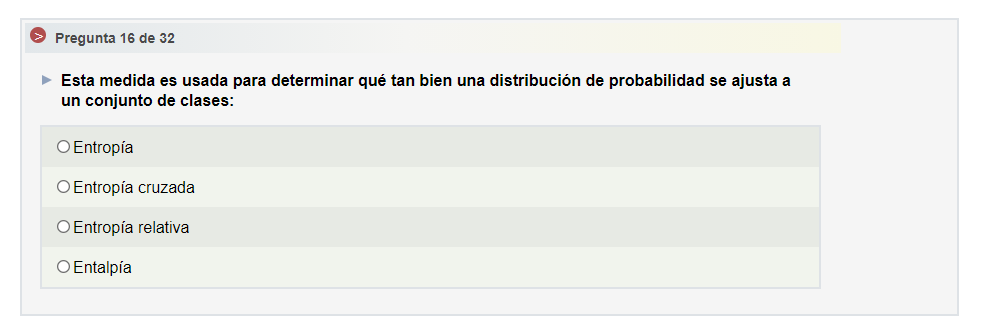 Pregunta 16 de 32
Esta medida es usada para determinar qué tan bien una distribución de probabilidad se ajusta a
un conjunto de clases:
Entropía
Entropía cruzada
Entropía relativa
Entalpía